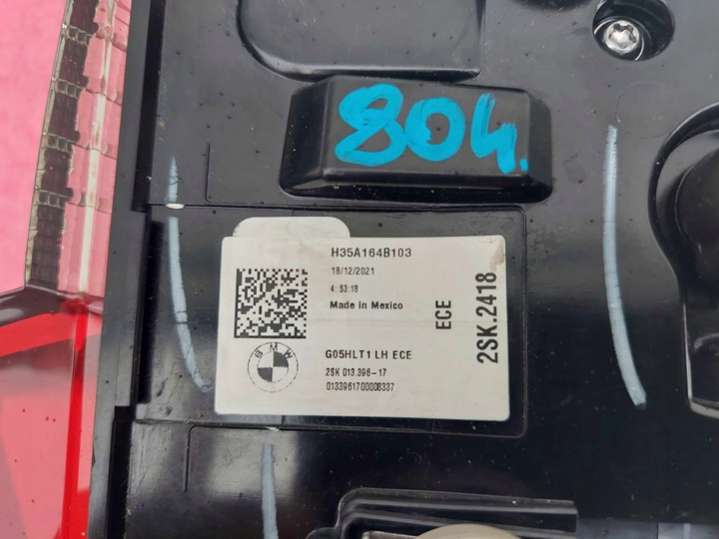 804.
H35A164B103
18/12/2021
4:53:18
Made in Mexico
BMW
G05HLT1 LH ECE
2SK 013.396-17
0133961700008337
ECE
2SK.2418